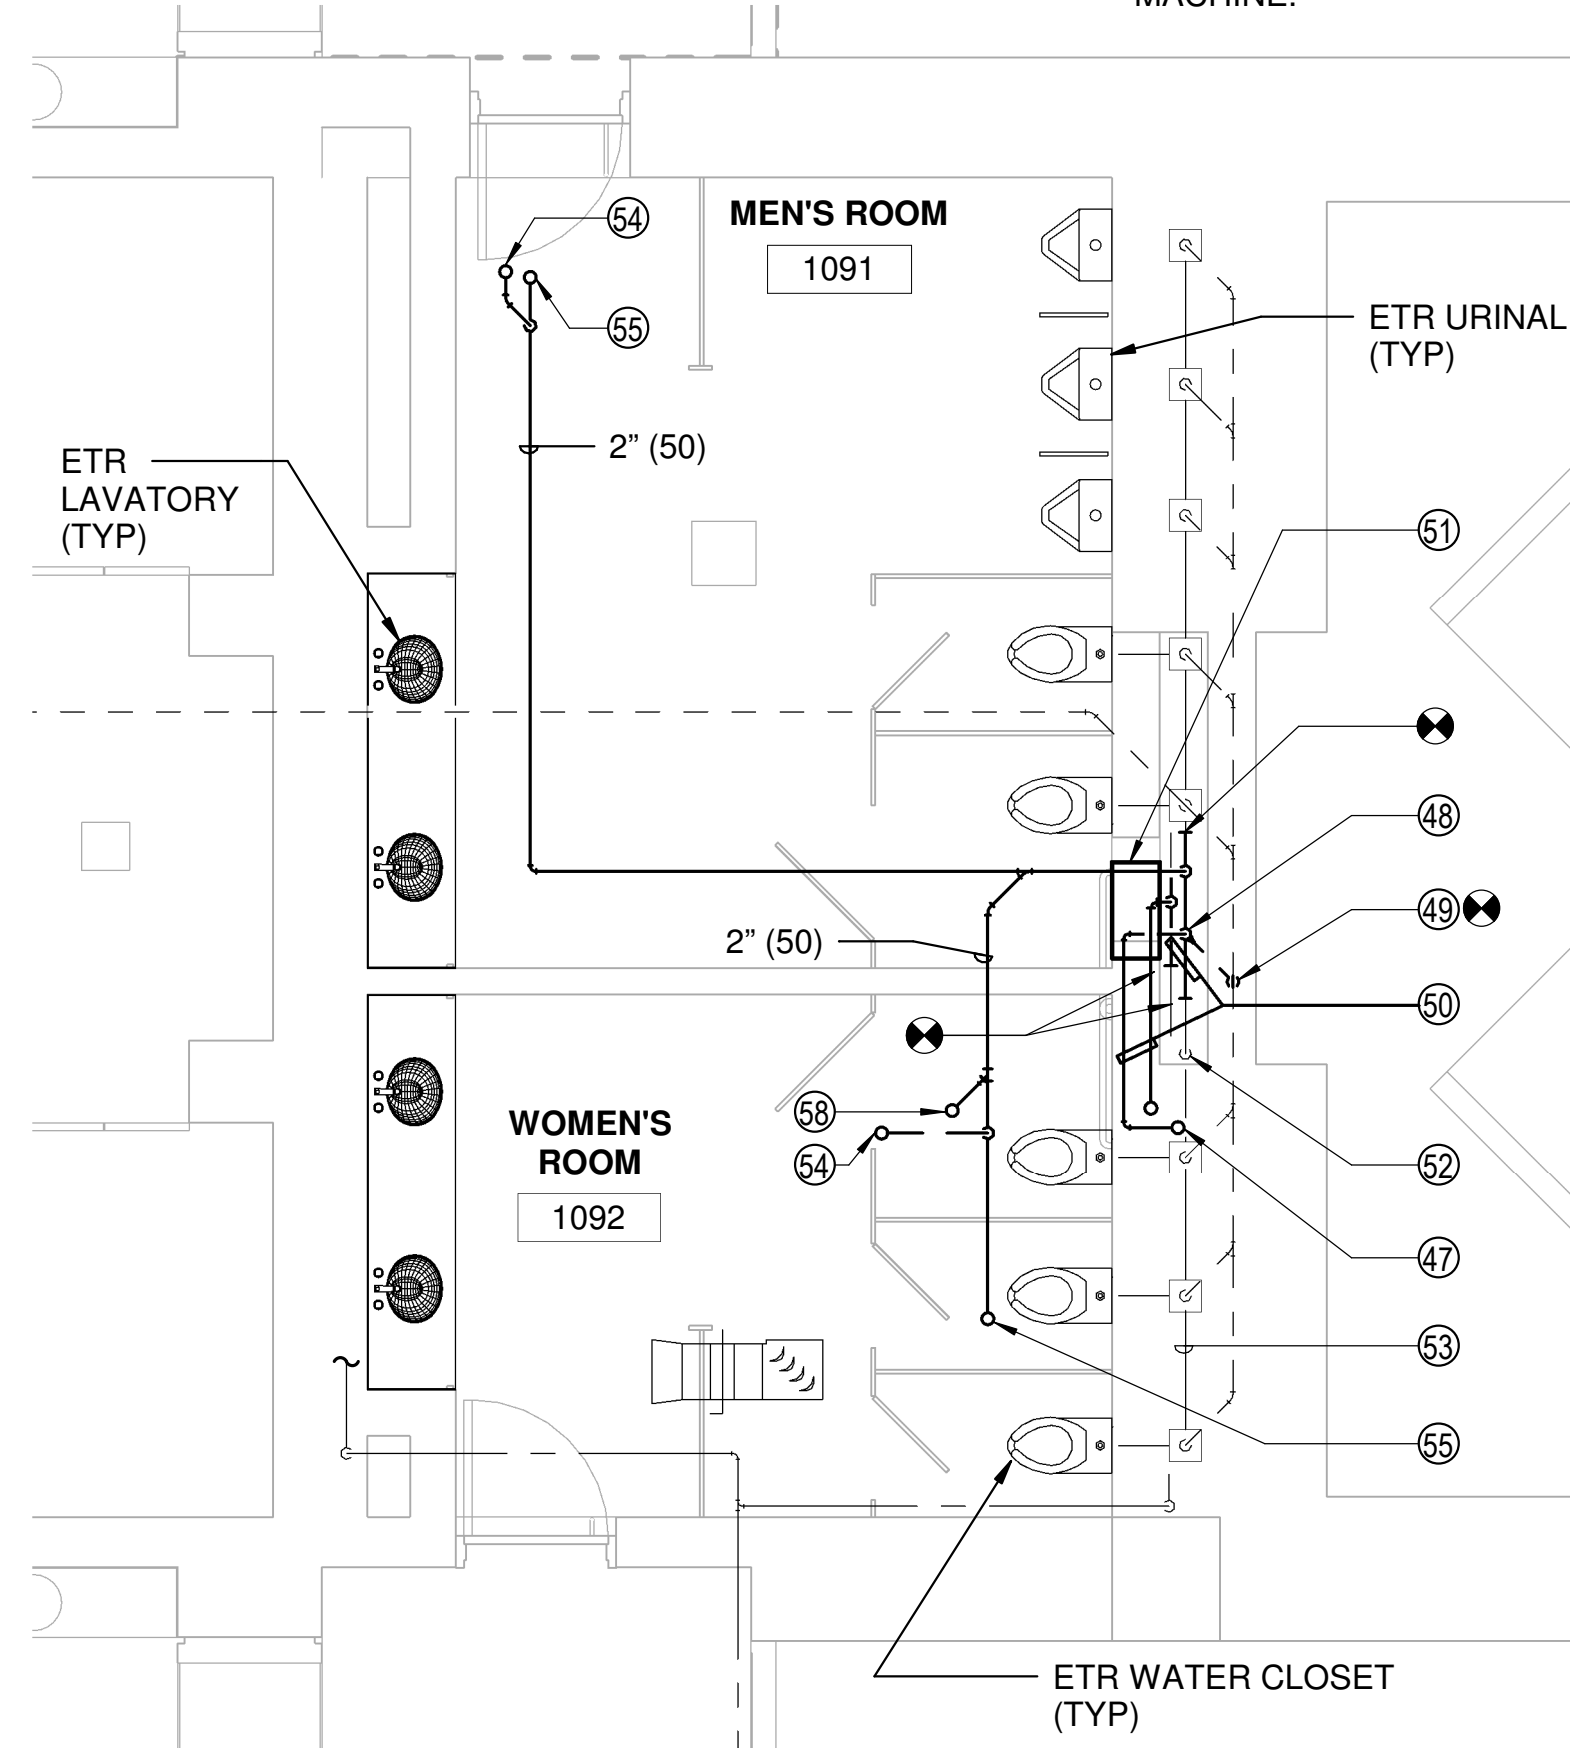 MACHINE.
54
MEN'S ROOM
1091
55
ETR URINAL
(TYP)
2” (50)
ETR
LAVATORY
(TYP)
51
48
49
2” (50)
50
58
54
WOMEN'S
ROOM
1092
52
47
53
55
ETR WATER CLOSET
(TYP)